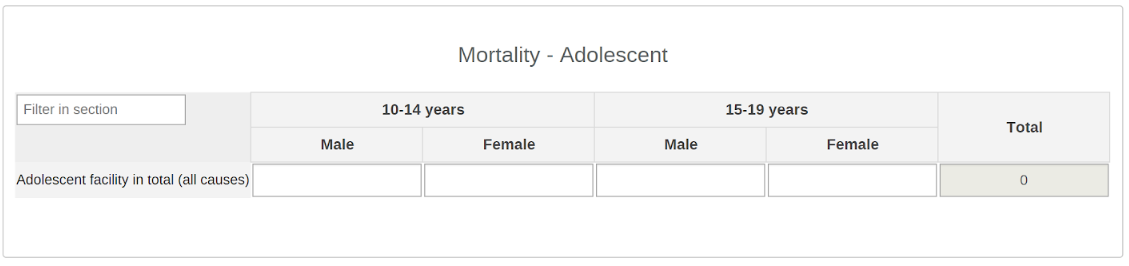 Mortality - Adolescent
Filter in section
10-14 years
15-19 years
Total
Male
Female
Male
Female
Adolescent facility in total (all causes)
0